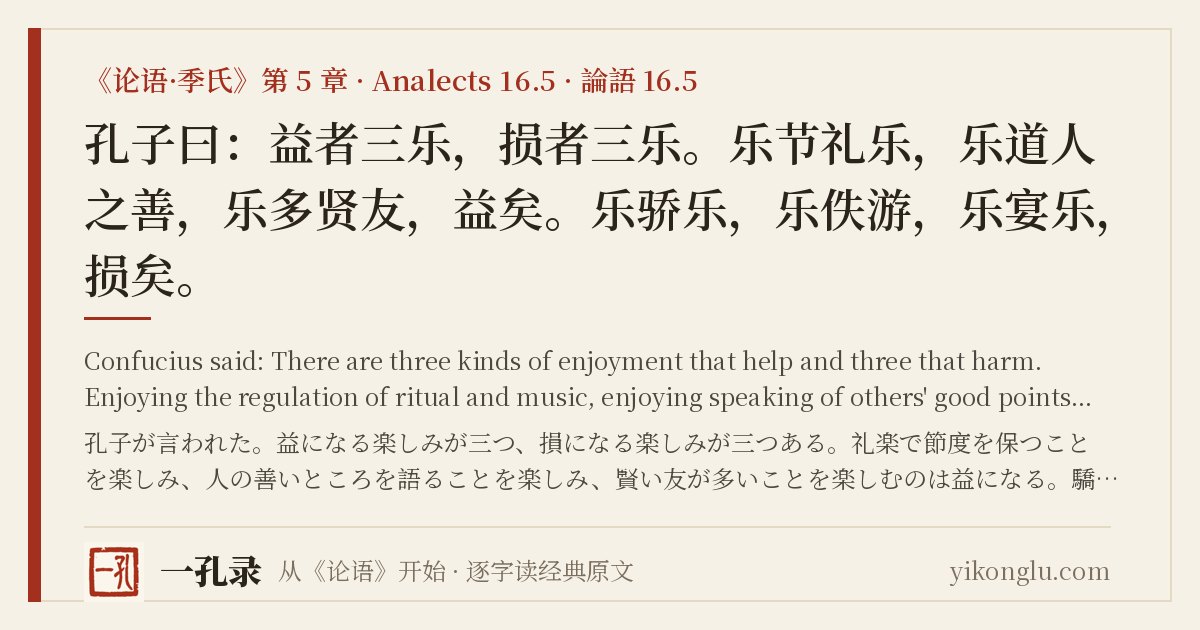 《论语·季氏》第 5 章 · Analects 16.5 · 論語 16.5
孔子曰：益者三乐，损者三乐。乐节礼乐，乐道人
之善，乐多贤友，益矣。乐骄乐，乐佚游，乐宴乐，
损矣。
Confucius said: There are three kinds of enjoyment that help and three that harm.
Enjoying the regulation of ritual and music, enjoying speaking of others' good points...
孔子が言われた。益になる楽しみが三つ、損になる楽しみが三つある。礼楽で節度を保つこと
を楽しみ、人の善いところを語ることを楽しみ、賢い友が多いことを楽しむのは益になる。驕…
一孔
一孔录 从《论语》开始 · 逐字读经典原文 yikonglu.com